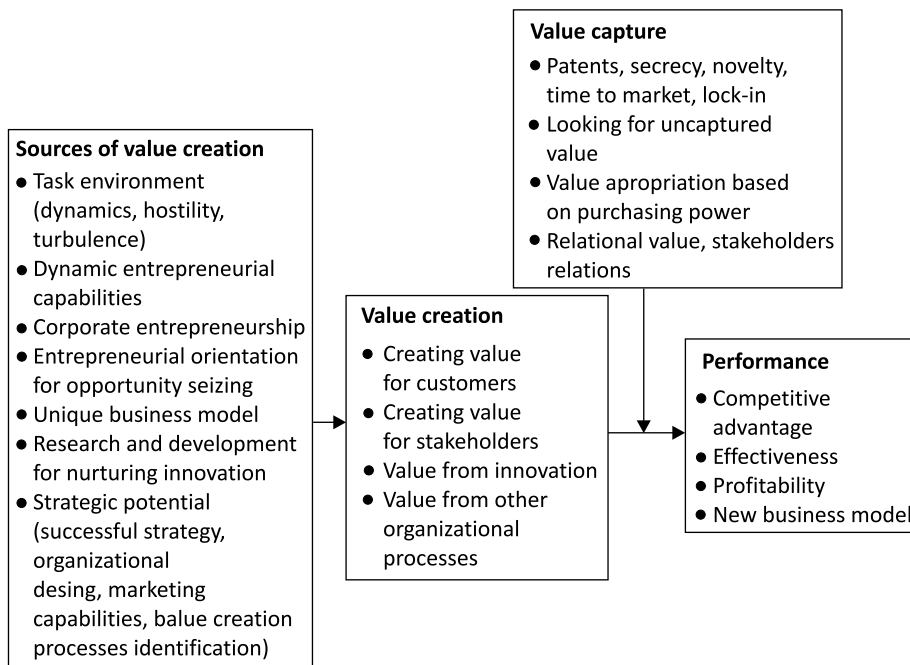 Value capture
● Patents, secrecy, novelty,
time to market, lock-in
● Looking for uncaptured
value
● Value apropriation based
on purchasing power
● Relational value, stakeholders
relations
Sources of value creation
● Task environment
(dynamics, hostility,
turbulence)
● Dynamic entrepreneurial
capabilities
● Corporate entrepreneurship
● Entrepreneurial orientation
for opportunity seizing
● Unique business model
● Research and development
for nurturing innovation
● Strategic potential
(successful strategy,
organizational
desing, marketing
capabilities, balue creation
processes identification)
Value creation
● Creating value
for customers
● Creating value
for stakeholders
● Value from innovation
● Value from other
organizational
processes
Performance
● Competitive
advantage
● Effectiveness
● Profitability
● New business model